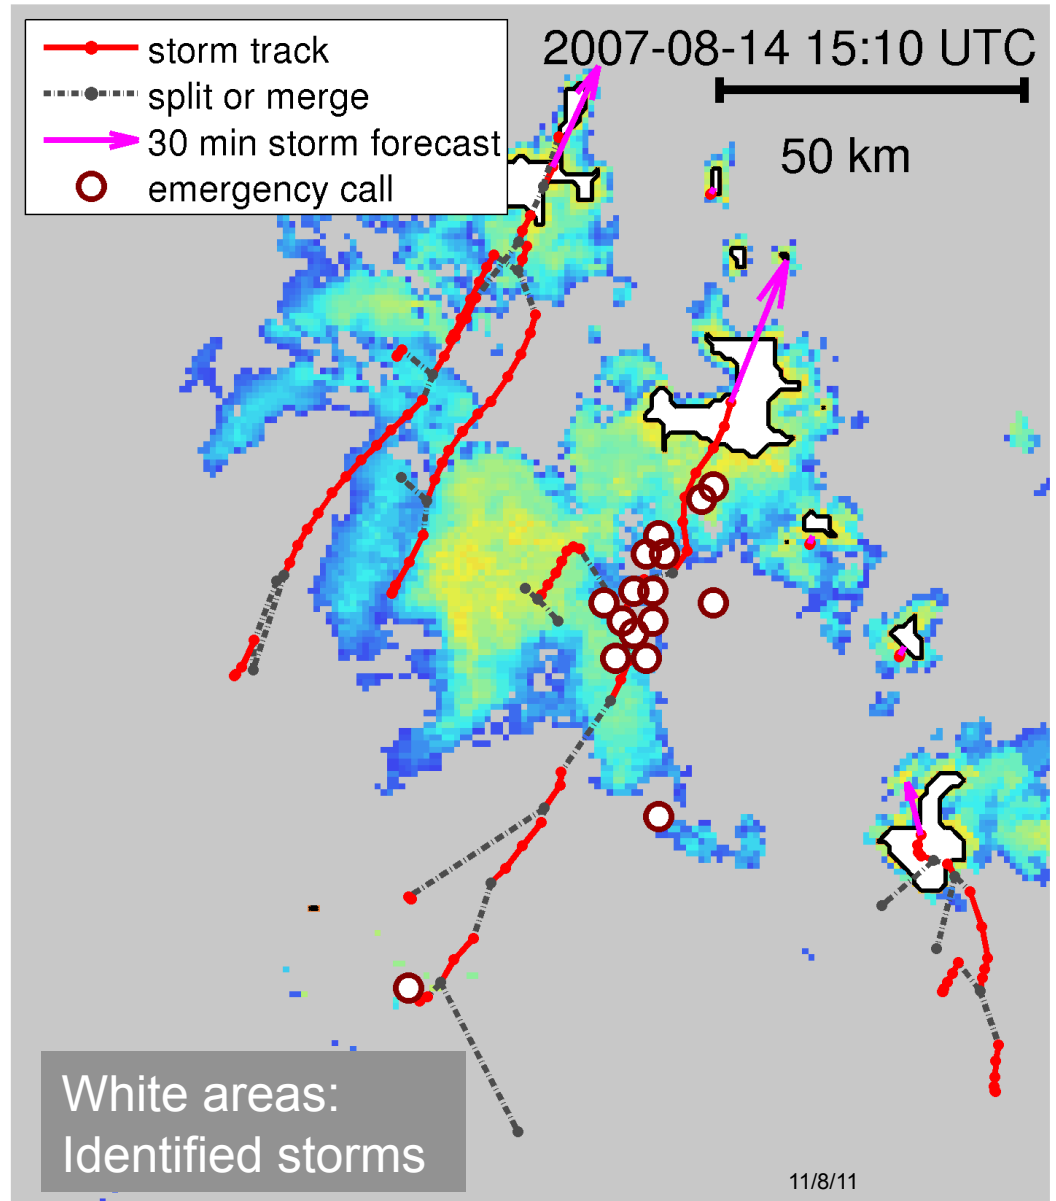 storm track
split or merge
30 min storm forecast
emergency call
2007-08-14 15:10 UTC
50 km
White areas:
Identified storms
11/8/11